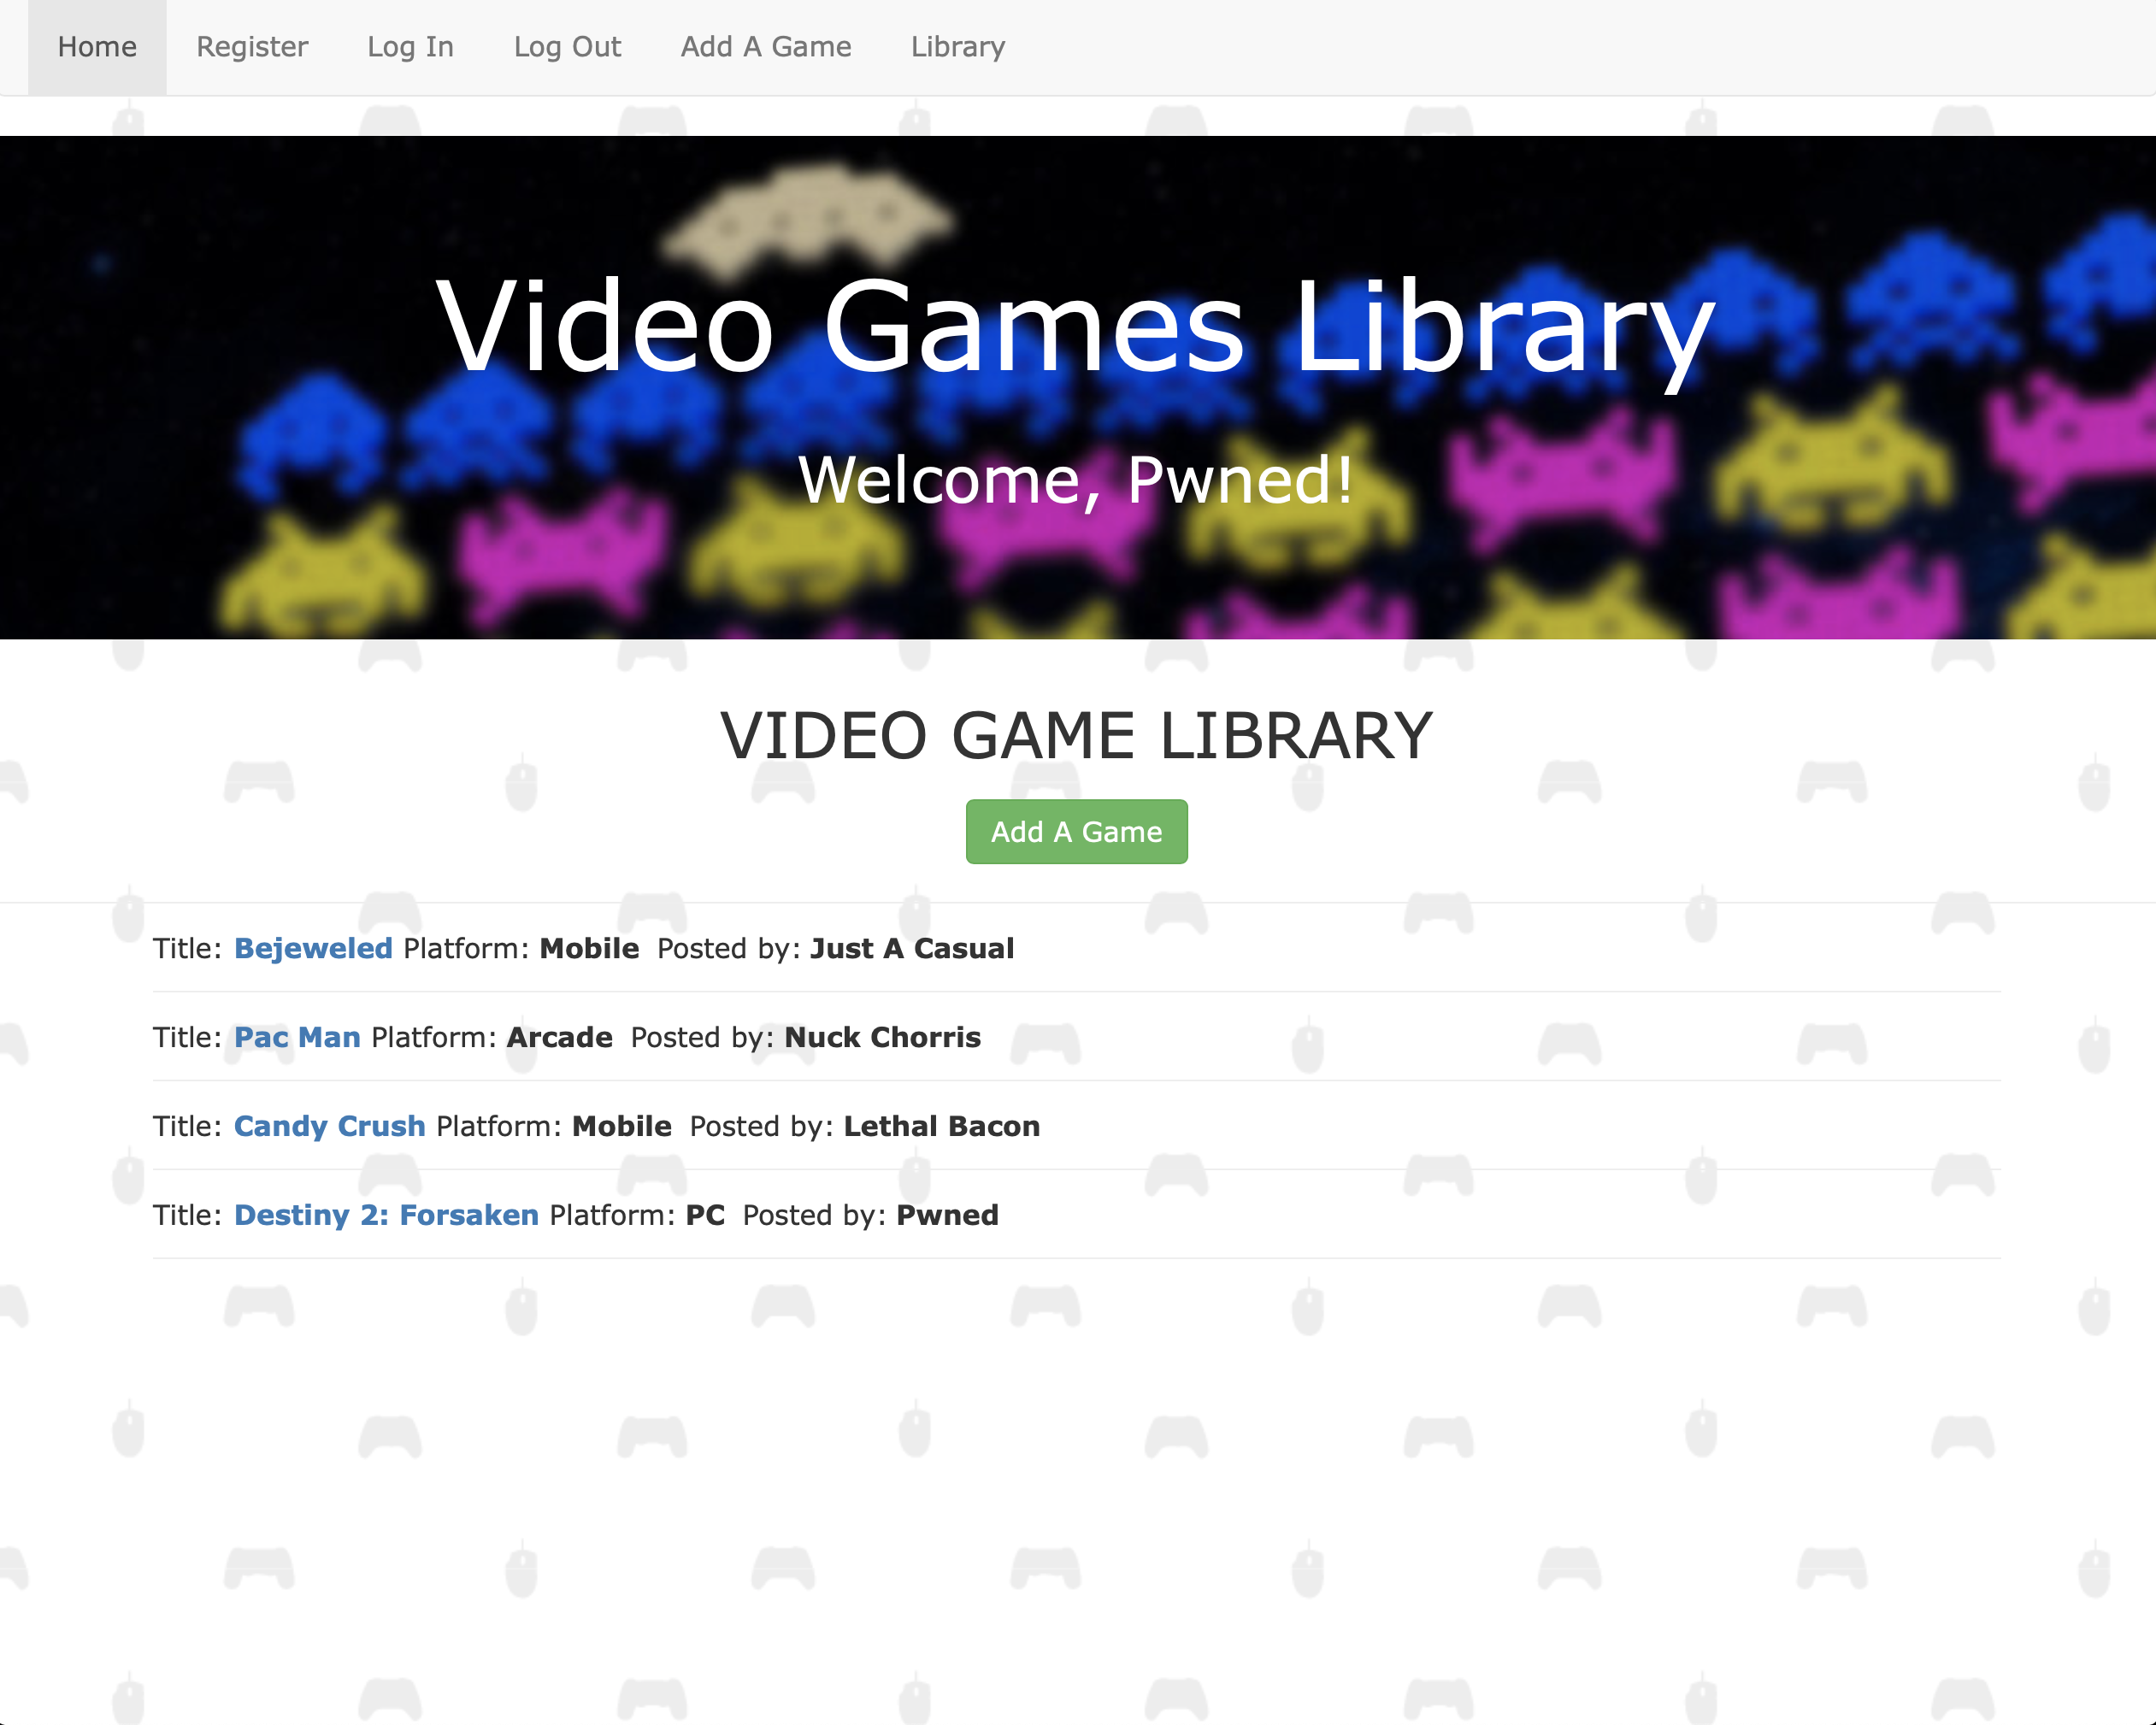 Home Register Log In Log Out Add A Game Library
Video Games Library
Welcome, Pwned!
VIDEO GAME LIBRARY
Add A Game
Title: Bejeweled Platform: Mobile Posted by: Just A Casual
Title: Pac Man Platform: Arcade Posted by: Nuck Chorris
Title: Candy Crush Platform: Mobile Posted by: Lethal Bacon
Title: Destiny 2: Forsaken Platform: PC Posted by: Pwned